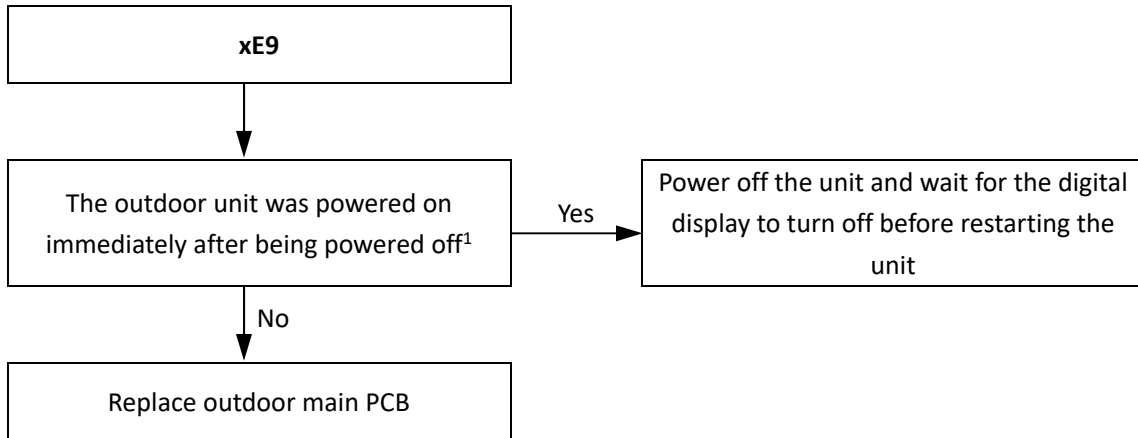 xE9
The outdoor unit was powered on
immediately after being powered off¹
Yes
Power off the unit and wait for the digital
display to turn off before restarting the
unit
No
Replace outdoor main PCB